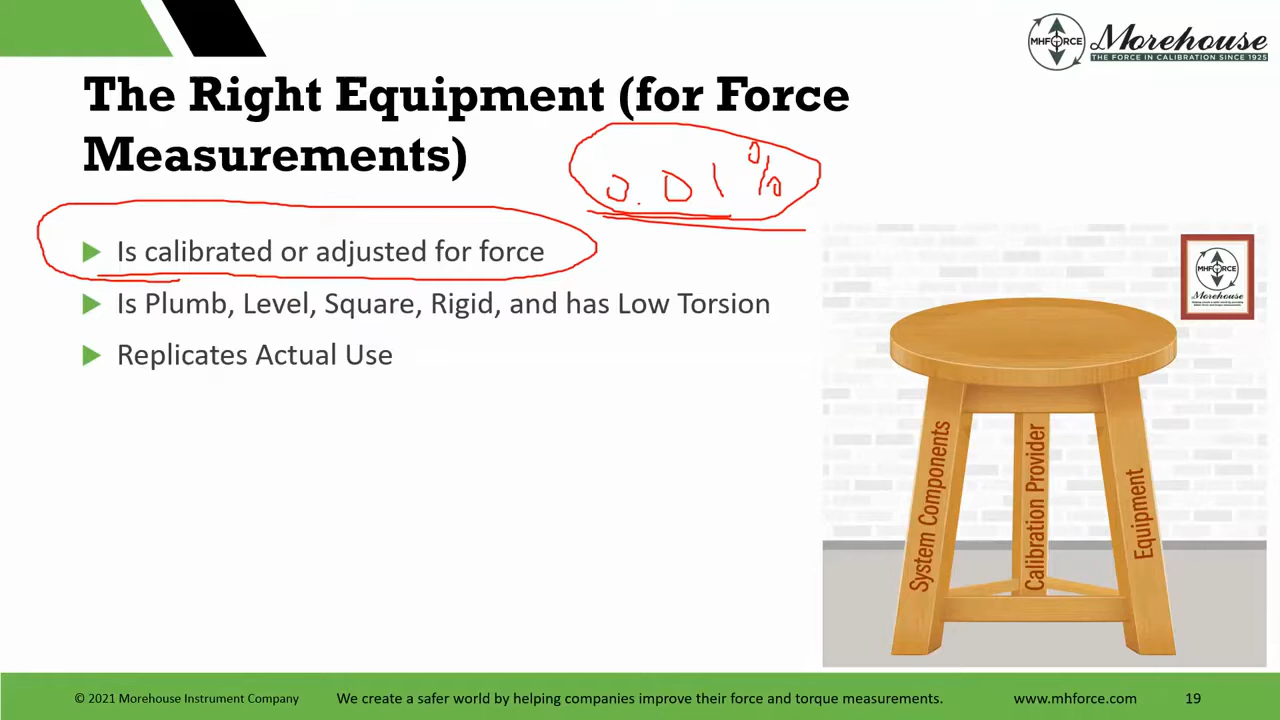 MHFORCE
Morehouse
THE FORCE IN CALIBRATION SINCE 1925
The Right Equipment (for Force
Measurements)
0.01%
Is calibrated or adjusted for force
Is Plumb, Level, Square, Rigid, and has Low Torsion
Replicates Actual Use
MHFORCE
Morehouse
System Components
Calibration Provider
Equipment
© 2021 Morehouse Instrument Company
We create a safer world by helping companies improve their force and torque measurements.
www.mhforce.com
19